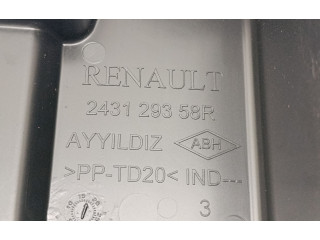 RENAULT
2431 293 58R
AYYILDIZ ABH
>PP-TD20< IND---
3